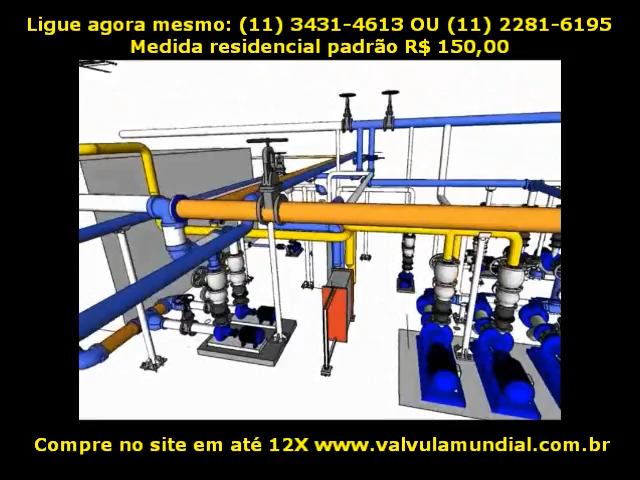 Ligue agora mesmo: (11) 3431-4613 OU (11) 2281-6195
Medida residencial padrão R$ 150,00
Compre no site em até 12X www.valvulamundial.com.br